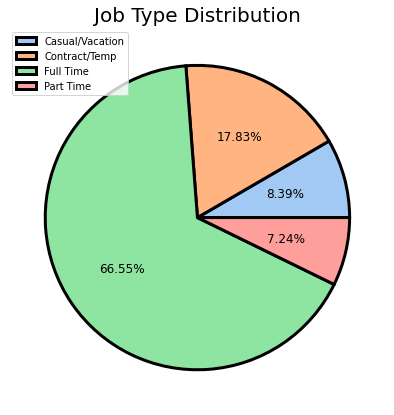 Job Type Distribution
Casual/Vacation
Contract/Temp
Full Time
Part Time
17.83%
8.39%
7.24%
66.55%